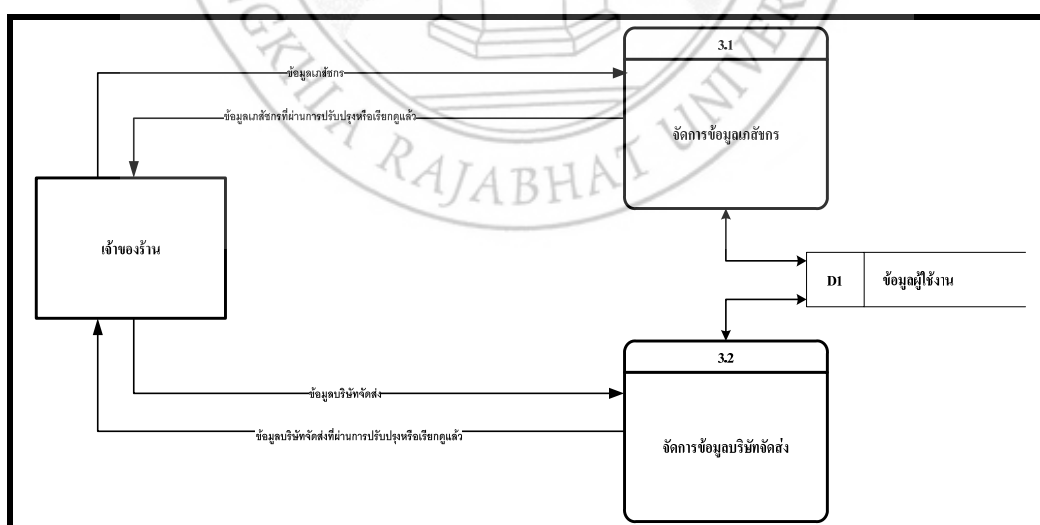 NGKHLA RAJABHAT UNIVER
3.1
ข้อมูลเภสัชกร
ข้อมูลเภสัชกรที่ผ่านการปรับปรุงหรือเรียกดูแล้ว
จัดการข้อมูลเภสัชกร
เจ้าของร้าน
D1 ข้อมูลผู้ใช้งาน
3.2
ข้อมูลบริษัทจัดส่ง
ข้อมูลบริษัทจัดส่งที่ผ่านการปรับปรุงหรือเรียกดูแล้ว
จัดการข้อมูลบริษัทจัดส่ง